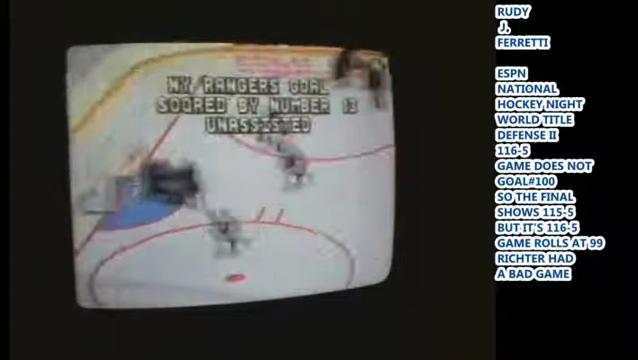 NY RANGERS GOAL
SCORED BY NUMBER 13
UNASSISTED
RUDY
J.
FERRETTI
ESPN
NATIONAL
HOCKEY NIGHT
WORLD TITLE
DEFENSE II
116-5
GAME DOES NOT
GOAL#100
SO THE FINAL
SHOWS 115-5
BUT IT'S 116-5
GAME ROLLS AT 99
RICHTER HAD
A BAD GAME